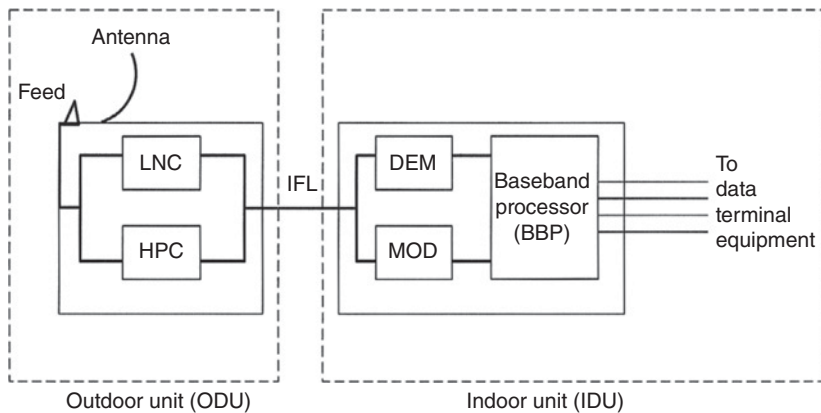 Antenna
Feed
LNC
HPC
IFL
DEM
MOD
Baseband
processor
(BBP)
To
data
terminal
equipment
Outdoor unit (ODU)
Indoor unit (IDU)